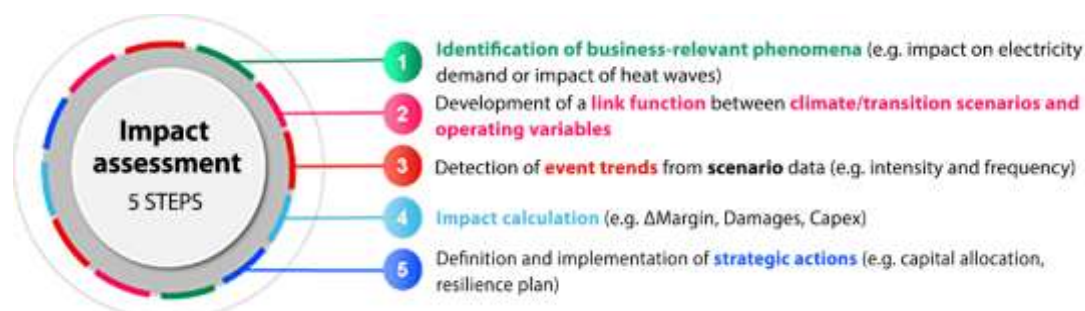 Impact
assessment
5 STEPS
1
Identification of business-relevant phenomena (e.g. impact on electricity
demand or impact of heat waves)
2
Development of a link function between climate/transition scenarios and
operating variables
3
Detection of event trends from scenario data (e.g. intensity and frequency)
4
Impact calculation (e.g. ΔMargin, Damages, Capex)
5
Definition and implementation of strategic actions (e.g. capital allocation,
resilience plan)